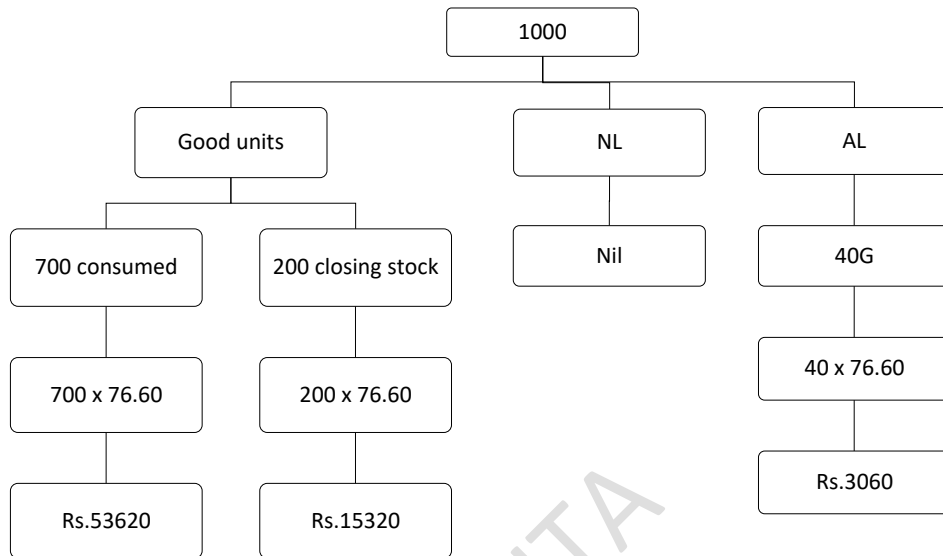 1000
Good units
NL
AL
700 consumed
200 closing stock
Nil
40G
700 x 76.60
200 x 76.60
40 x 76.60
Rs.53620
Rs.15320
Rs.3060